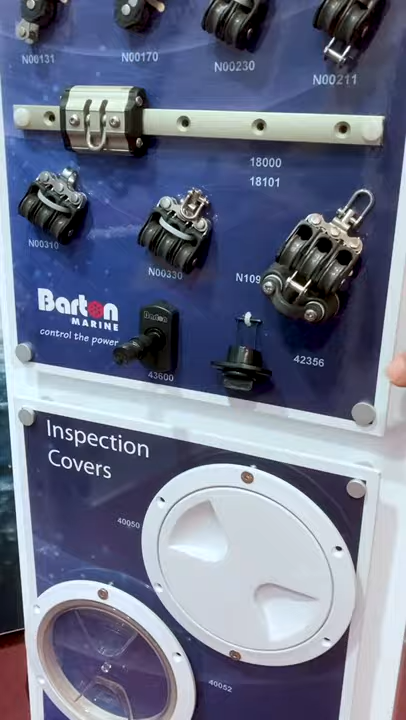 N00131
N00170
N00230
N00211
18000
18101
N00310
N00330
N109
Barton
MARINE
control the power
Barton
43600
42356
Inspection
Covers
40050
40052